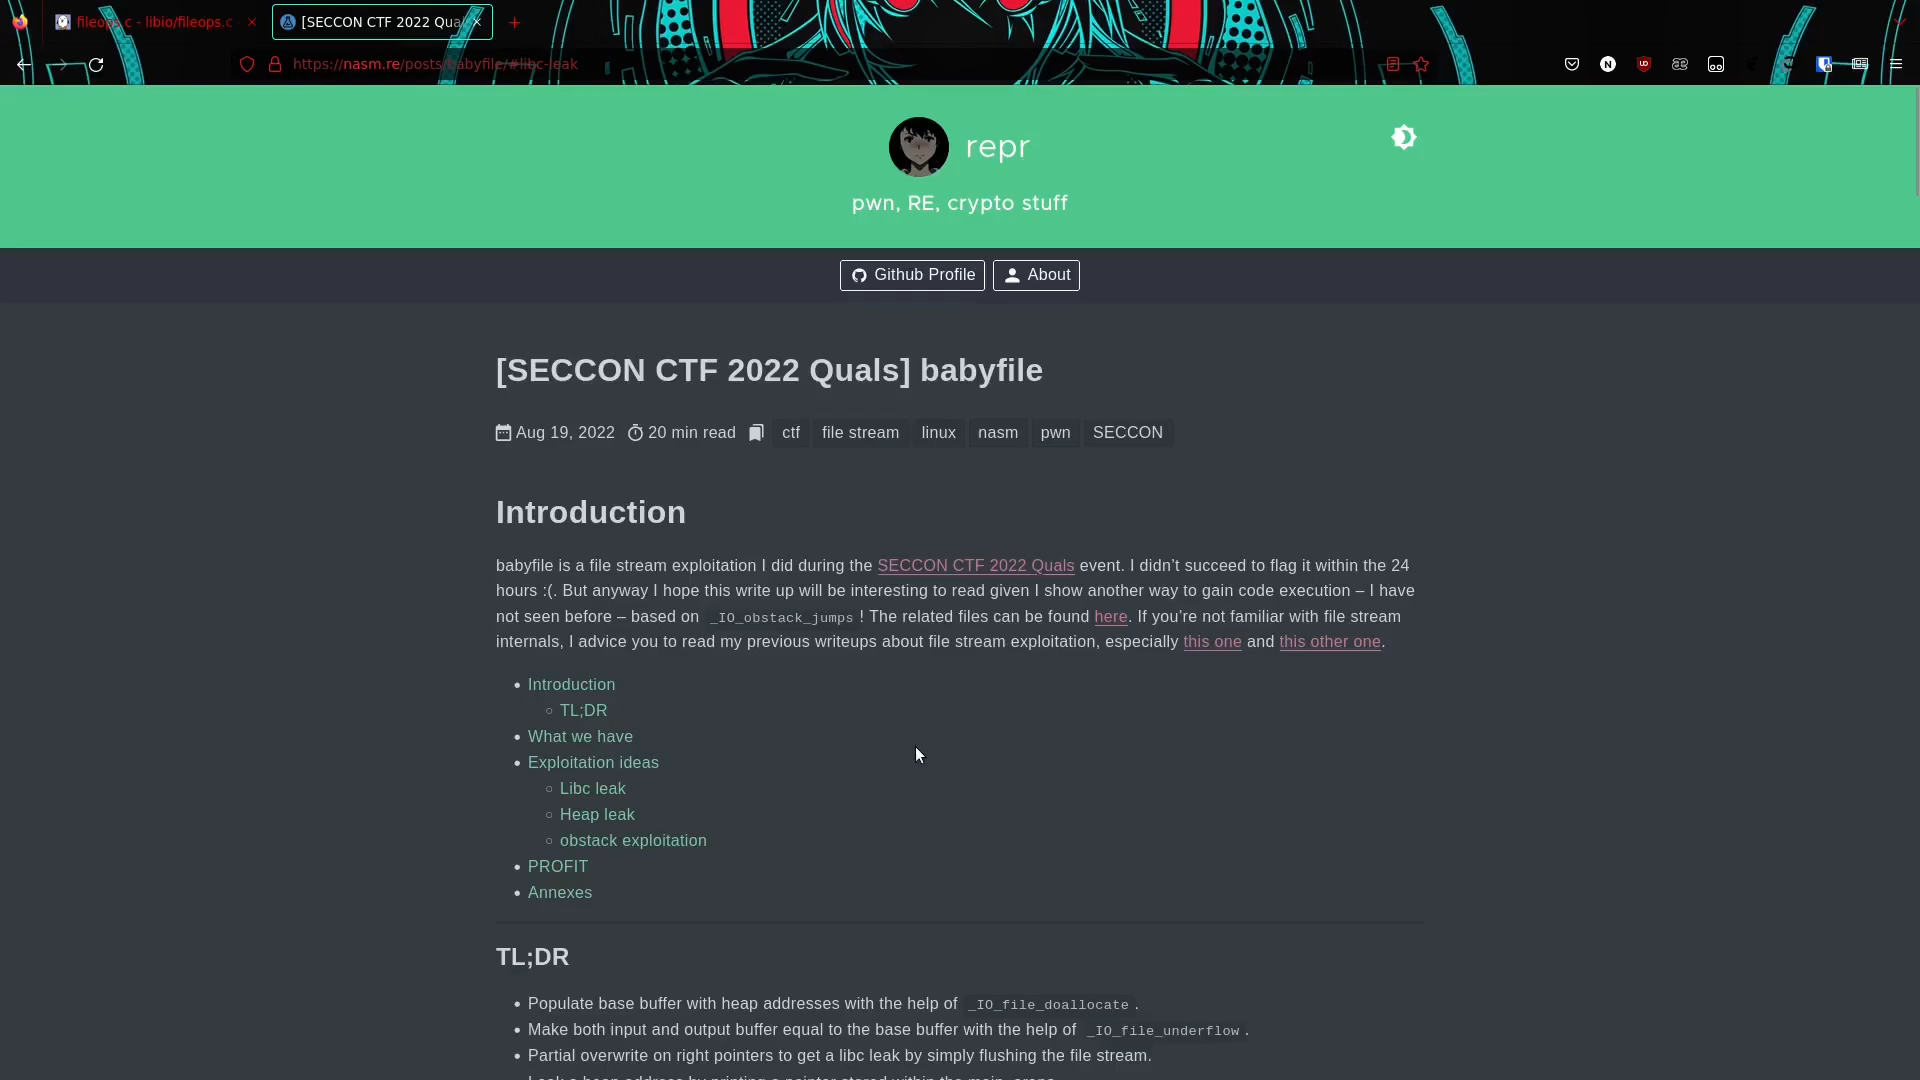 fileops.c - libio/fileops.c
[SECCON CTF 2022 Qua
https://nasm.re/posts/babyfile/#libc-leak
repr
pwn, RE, crypto stuff
Github Profile
About
[SECCON CTF 2022 Quals] babyfile
Aug 19, 2022 20 min read ctf file stream linux nasm pwn SECCON
Introduction
babyfile is a file stream exploitation I did during the SECCON CTF 2022 Quals event. I didn’t succeed to flag it within the 24
hours :(. But anyway I hope this write up will be interesting to read given I show another way to gain code execution – I have
not seen before – based on _IO_obstack_jumps ! The related files can be found here. If you’re not familiar with file stream
internals, I advice you to read my previous writeups about file stream exploitation, especially this one and this other one.
Introduction
TL;DR
What we have
Exploitation ideas
Libc leak
Heap leak
obstack exploitation
PROFIT
Annexes
TL;DR
Populate base buffer with heap addresses with the help of _IO_file_doallocate .
Make both input and output buffer equal to the base buffer with the help of _IO_file_underflow .
Partial overwrite on right pointers to get a libc leak by simply flushing the file stream.